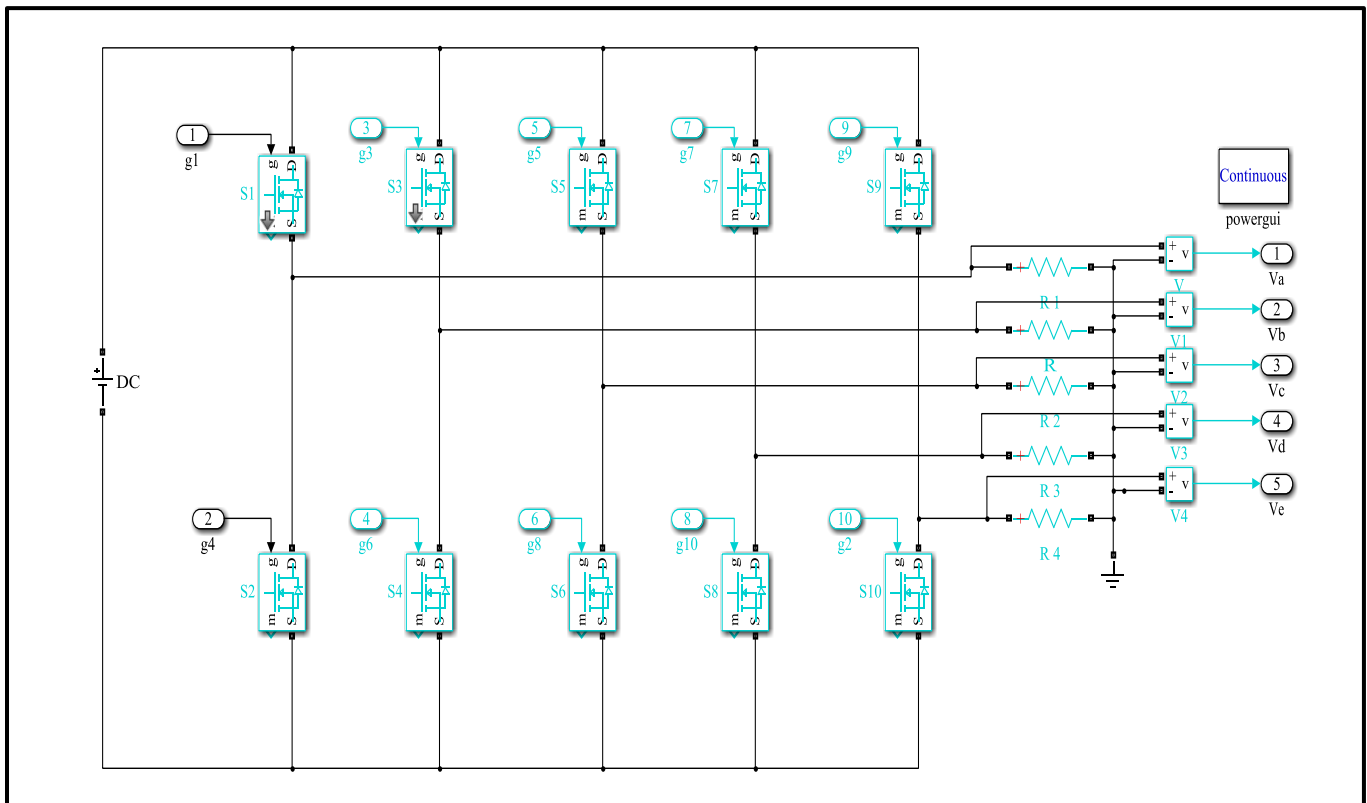 1
g1
3
g3
5
g5
7
g7
9
g9
S1
g
D
S
S3
g
D
S
S5
g
D
m
S
S7
g
D
m
S
S9
g
D
m
S
Continuous
powergui
+
-
v
V
1
Va
R 1
+
-
v
V1
2
Vb
R
+
-
v
V2
3
Vc
R 2
+
-
v
V3
4
Vd
R 3
+
-
v
V4
5
Ve
R 4
+
DC
2
g4
4
g6
6
g8
8
g10
10
g2
S2
g
D
m
S
S4
g
D
m
S
S6
g
D
m
S
S8
g
D
m
S
S10
g
D
m
S